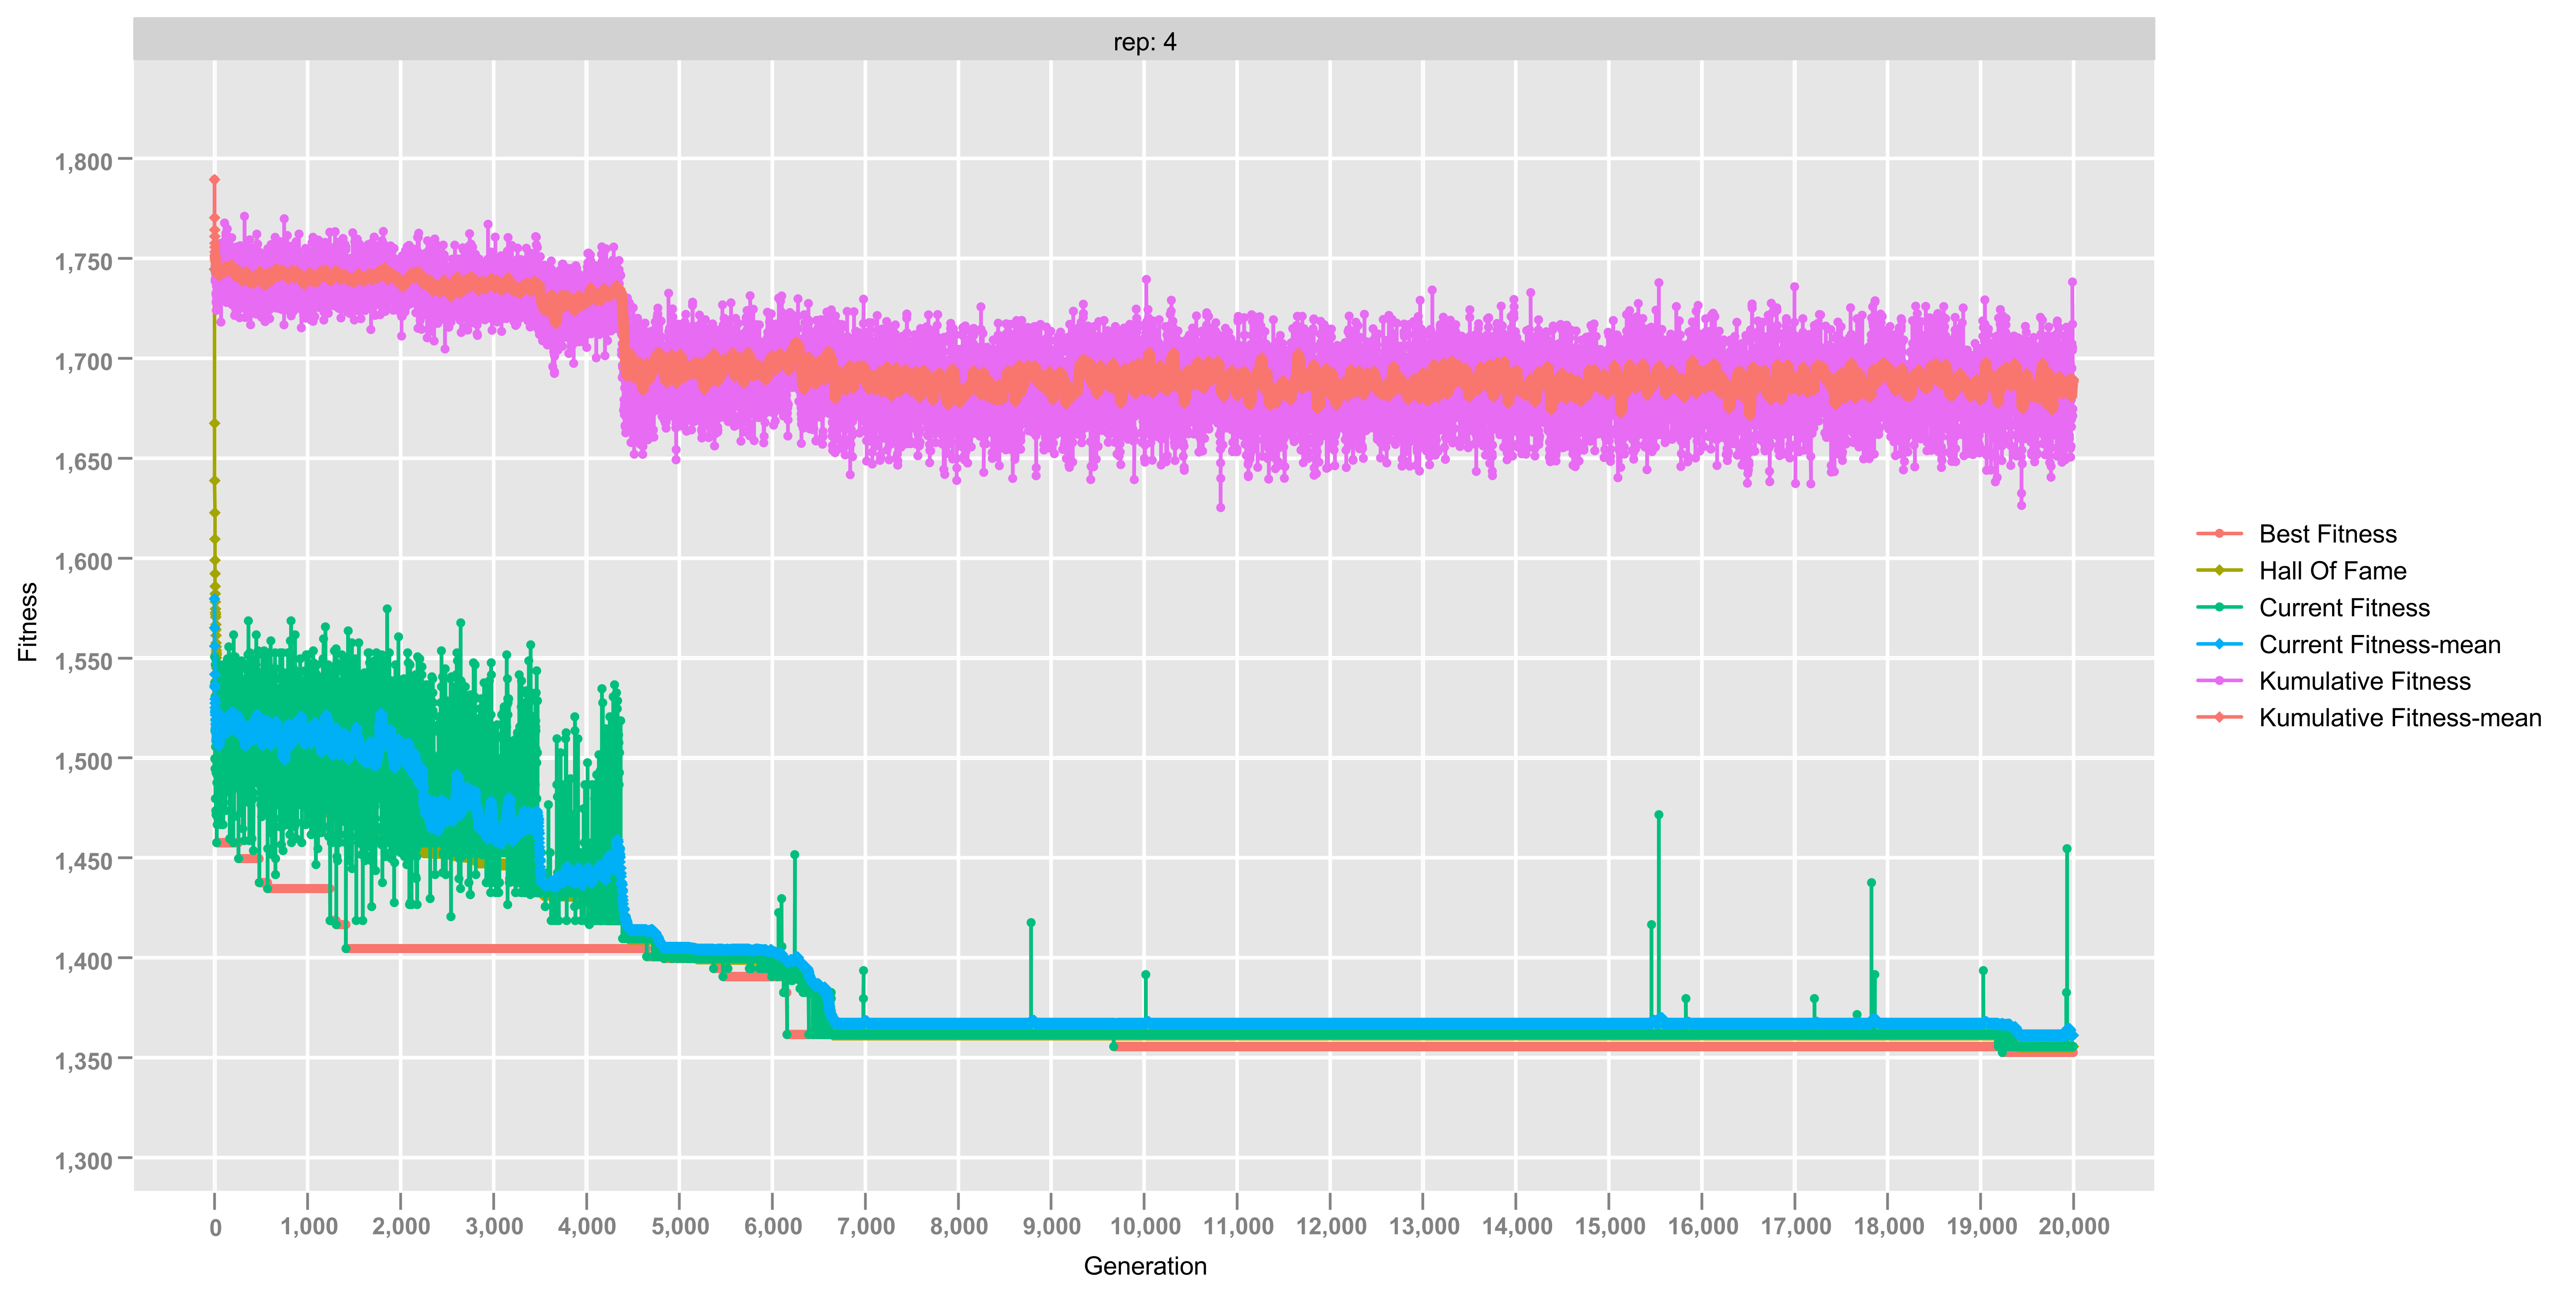 rep: 4
1,800
1,750
1,700
1,650
1,600
1,550
1,500
1,450
1,400
1,350
1,300
Fitness
0 1,000 2,000 3,000 4,000 5,000 6,000 7,000 8,000 9,000 10,000 11,000 12,000 13,000 14,000 15,000 16,000 17,000 18,000 19,000 20,000
Generation
Best Fitness
Hall Of Fame
Current Fitness
Current Fitness-mean
Kumulative Fitness
Kumulative Fitness-mean